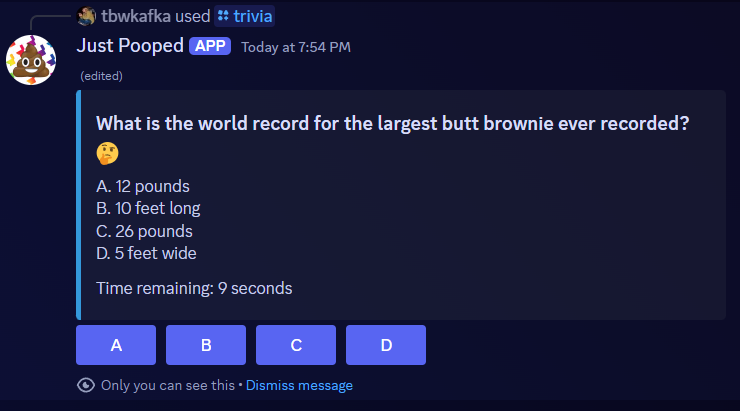 tbwkafka used trivia
Just Pooped APP Today at 7:54 PM
(edited)
What is the world record for the largest butt brownie ever recorded?
🤔
A. 12 pounds
B. 10 feet long
C. 26 pounds
D. 5 feet wide
Time remaining: 9 seconds
A B C D
Only you can see this • Dismiss message